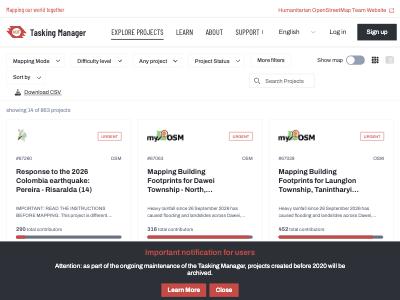 Mapping our world together
Humanitarian OpenStreetMap Team Website
Tasking Manager
EXPLORE PROJECTS
LEARN
ABOUT
SUPPORT
English
Log in
Sign up
Mapping Mode
Difficulty level
Any project
Project Status
More filters
Show map
Sort by
Search Projects
Download CSV
showing 14 of 863 projects
URGENT
#67260
OSM
Response to the 2026
Colombia earthquake:
Pereira - Risaralda (14)
IMPORTANT: READ THE INSTRUCTIONS
BEFORE MAPPING. This project is different…
290 total contributors
my OSM
URGENT
#67063
OSM
Mapping Building
Footprints for Dawei
Township - North,…
Heavy rainfall since 26 September 2026 has
caused flooding and landslides across Dawei,…
316 total contributors
my OSM
URGENT
OSM
Mapping Building
Footprints for Launglon
Township, Tanintharyi…
Heavy rainfall since 26 September 2026 has
caused flooding and landslides across Dawei,…
452 total contributors
Important notification for users
Attention: as part of the ongoing maintenance of the Tasking Manager, projects created before 2020 will be
archived.
Learn More
Close